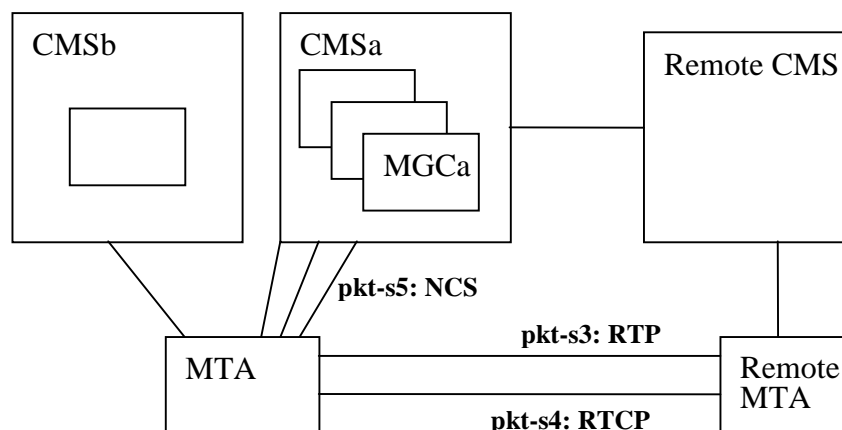 CMSb
CMSa
Remote CMS
MGCa
pkt-s5: NCS
pkt-s3: RTP
MTA
Remote
MTA
pkt-s4: RTCP